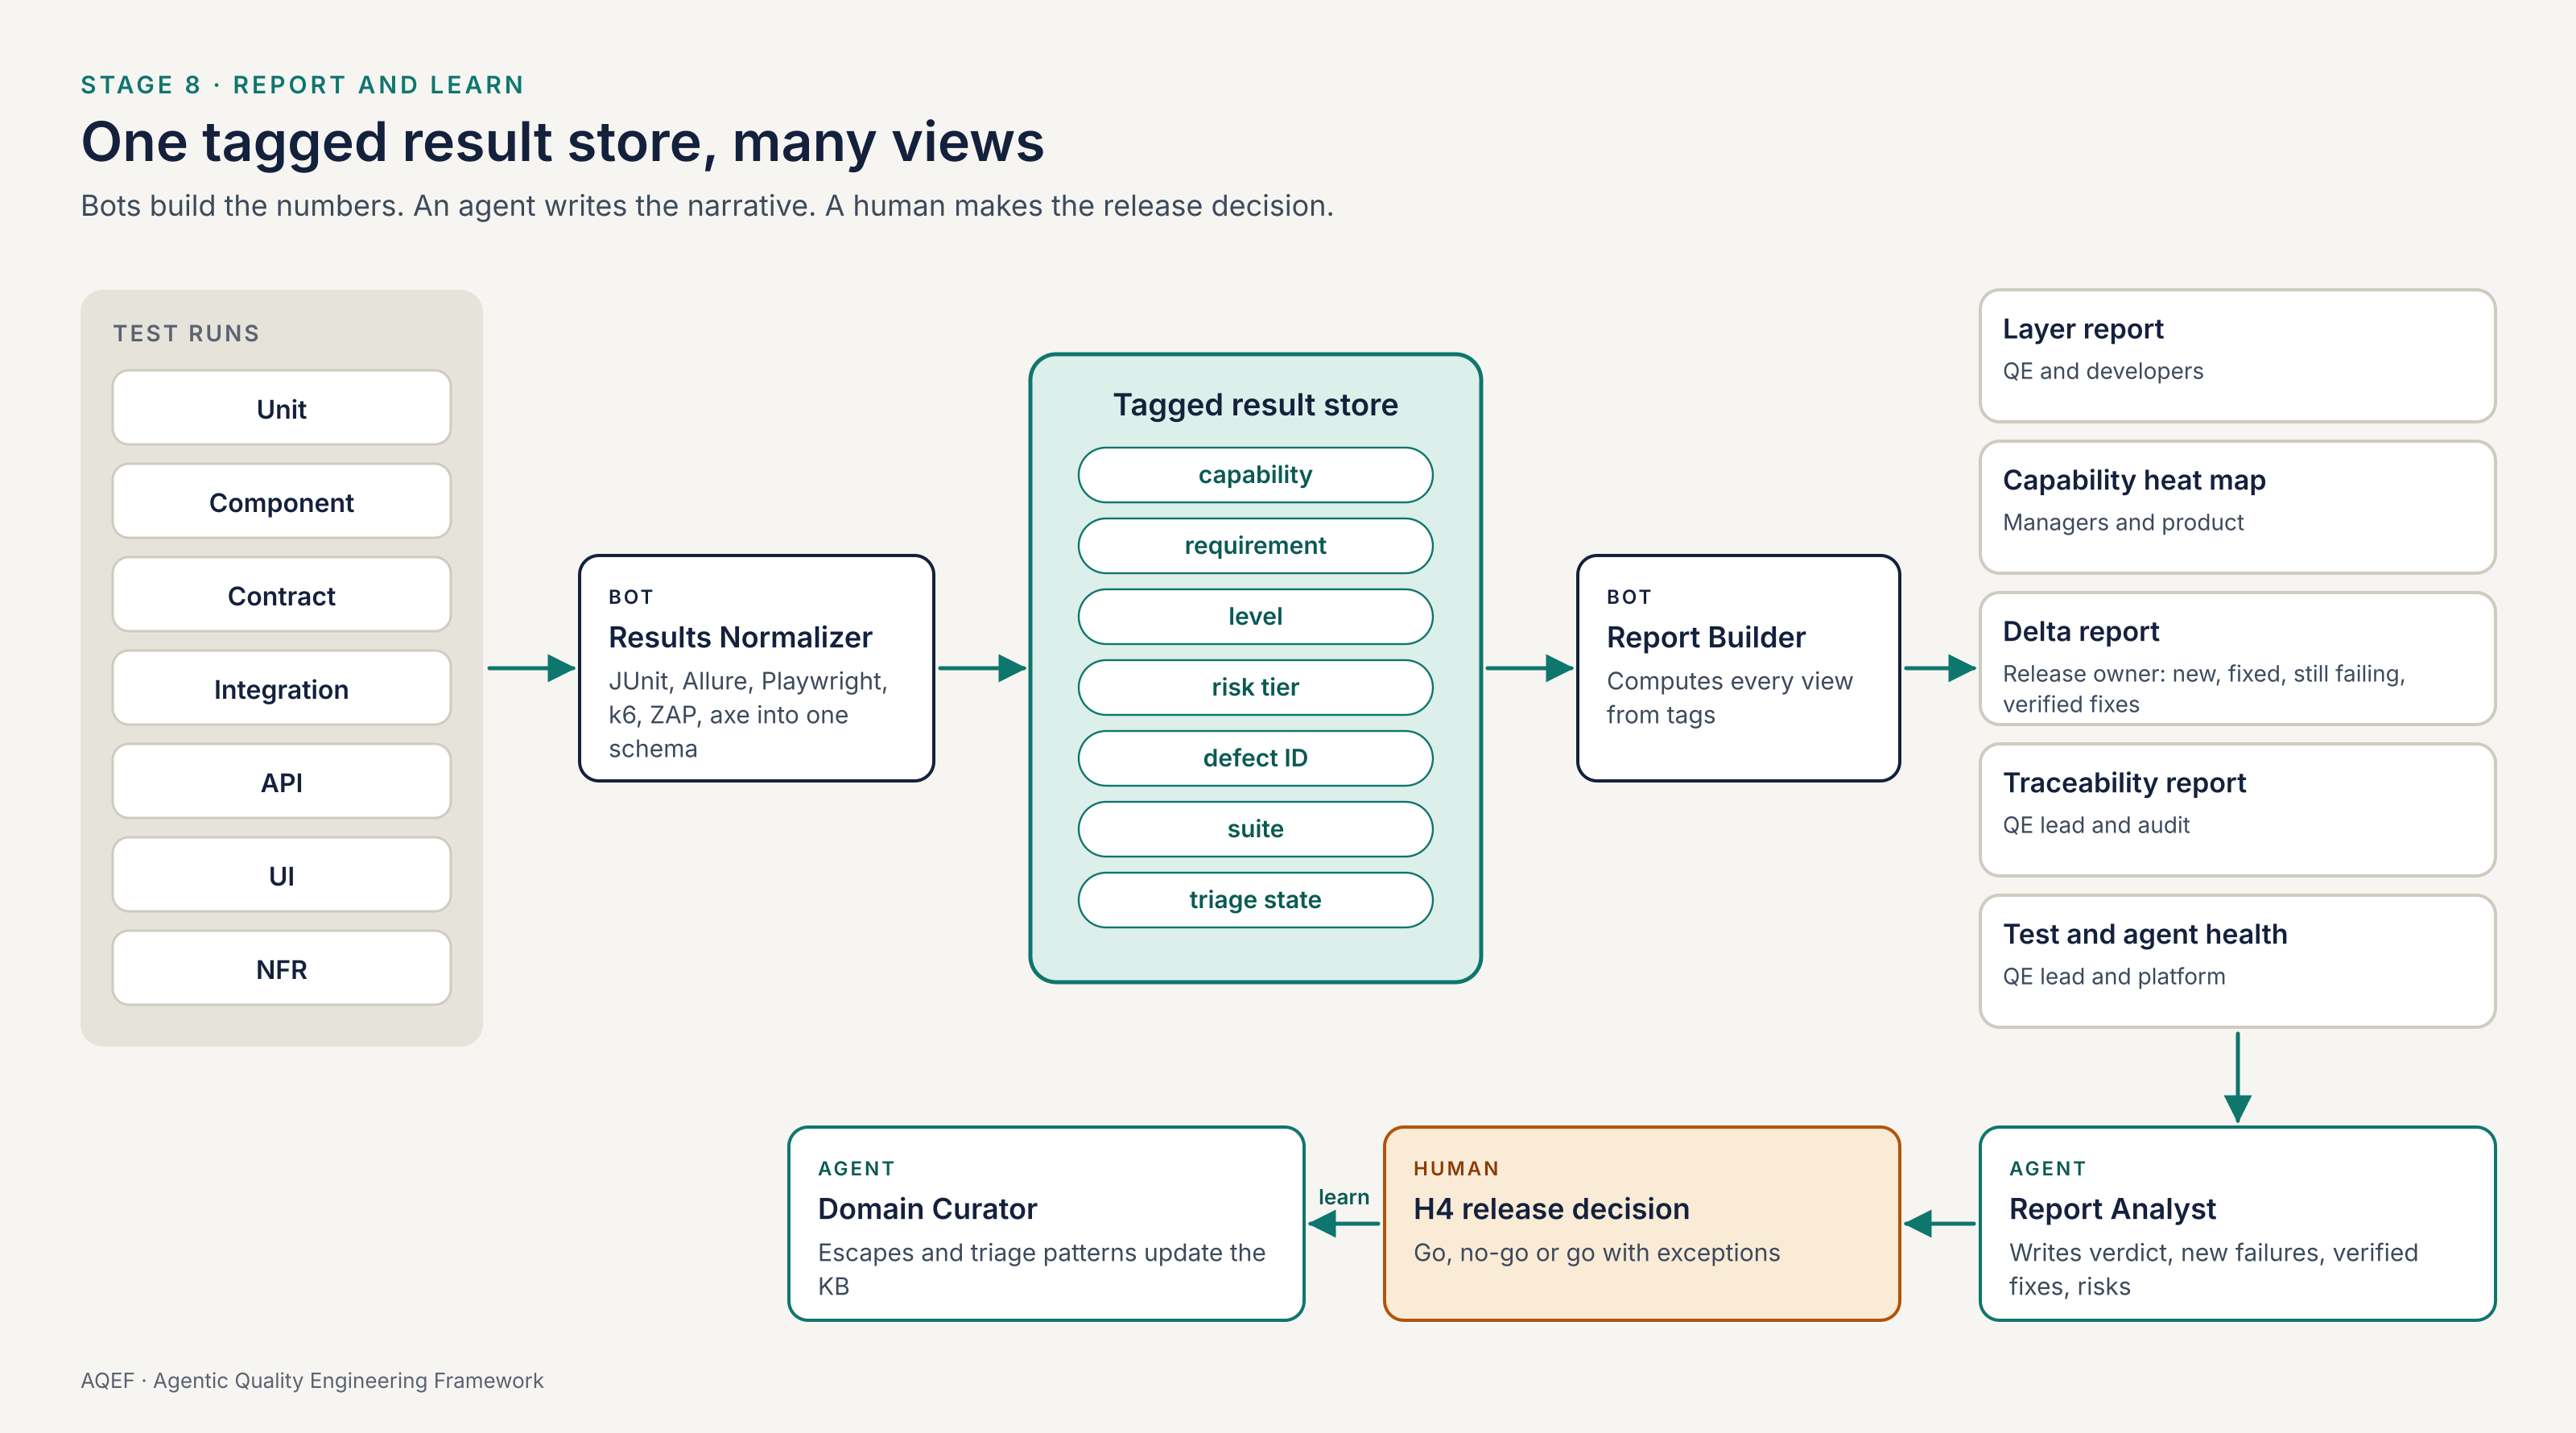 STAGE 8 · REPORT AND LEARN
One tagged result store, many views
Bots build the numbers. An agent writes the narrative. A human makes the release decision.
TEST RUNS
Unit
Component
Contract
Integration
API
UI
NFR
BOT
Results Normalizer
JUnit, Allure, Playwright,
k6, ZAP, axe into one
schema
Tagged result store
capability
requirement
level
risk tier
defect ID
suite
triage state
BOT
Report Builder
Computes every view
from tags
Layer report
QE and developers
Capability heat map
Managers and product
Delta report
Release owner: new, fixed, still failing,
verified fixes
Traceability report
QE lead and audit
Test and agent health
QE lead and platform
AGENT
Report Analyst
Writes verdict, new failures, verified
fixes, risks
HUMAN
H4 release decision
Go, no-go or go with exceptions
learn
AGENT
Domain Curator
Escapes and triage patterns update the
KB
AQEF · Agentic Quality Engineering Framework